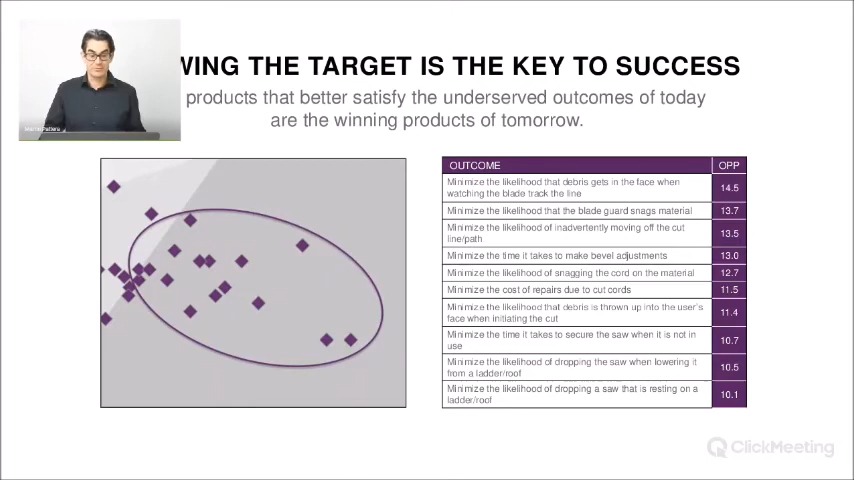 WING THE TARGET IS THE KEY TO SUCCESS
products that better satisfy the underserved outcomes of today
are the winning products of tomorrow.
OUTCOME OPP
Minimize the likelihood that debris gets in the face when
watching the blade track the line 14.5
Minimize the likelihood that the blade guard snags material 13.7
Minimize the likelihood of inadvertently moving off the cut
line/path 13.5
Minimize the time it takes to make bevel adjustments 13.0
Minimize the likelihood of snagging the cord on the material 12.7
Minimize the cost of repairs due to cut cords 11.5
Minimize the likelihood that debris is thrown up into the user's
face when initiating the cut 11.4
Minimize the time it takes to secure the saw when it is not in
use 10.7
Minimize the likelihood of dropping the saw when lowering it
from a ladder/roof 10.5
Minimize the likelihood of dropping a saw that is resting on a
ladder/roof 10.1
ClickMeeting